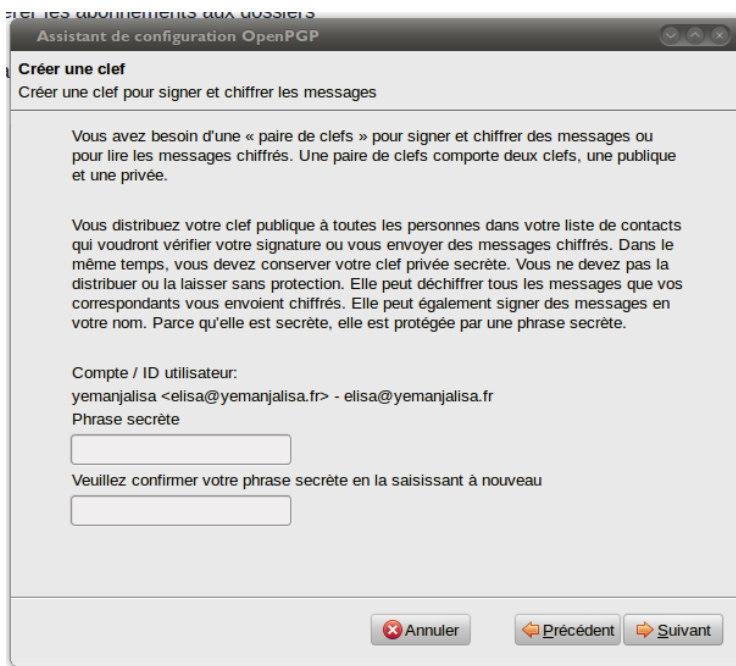 érer les abonnements aux dossiers
Assistant de configuration OpenPGP
Créer une clef
Créer une clef pour signer et chiffrer les messages
Vous avez besoin d'une « paire de clefs » pour signer et chiffrer des messages ou
pour lire les messages chiffrés. Une paire de clefs comporte deux clefs, une publique
et une privée.
Vous distribuez votre clef publique à toutes les personnes dans votre liste de contacts
qui voudront vérifier votre signature ou vous envoyer des messages chiffrés. Dans le
même temps, vous devez conserver votre clef privée secrète. Vous ne devez pas la
distribuer ou la laisser sans protection. Elle peut déchiffrer tous les messages que vos
correspondants vous envoient chiffrés. Elle peut également signer des messages en
votre nom. Parce qu'elle est secrète, elle est protégée par une phrase secrète.
Compte / ID utilisateur:
yemanjalisa <elisa@yemanjalisa.fr> - elisa@yemanjalisa.fr
Phrase secrète
Veuillez confirmer votre phrase secrète en la saisissant à nouveau
Annuler
Précédent
Suivant